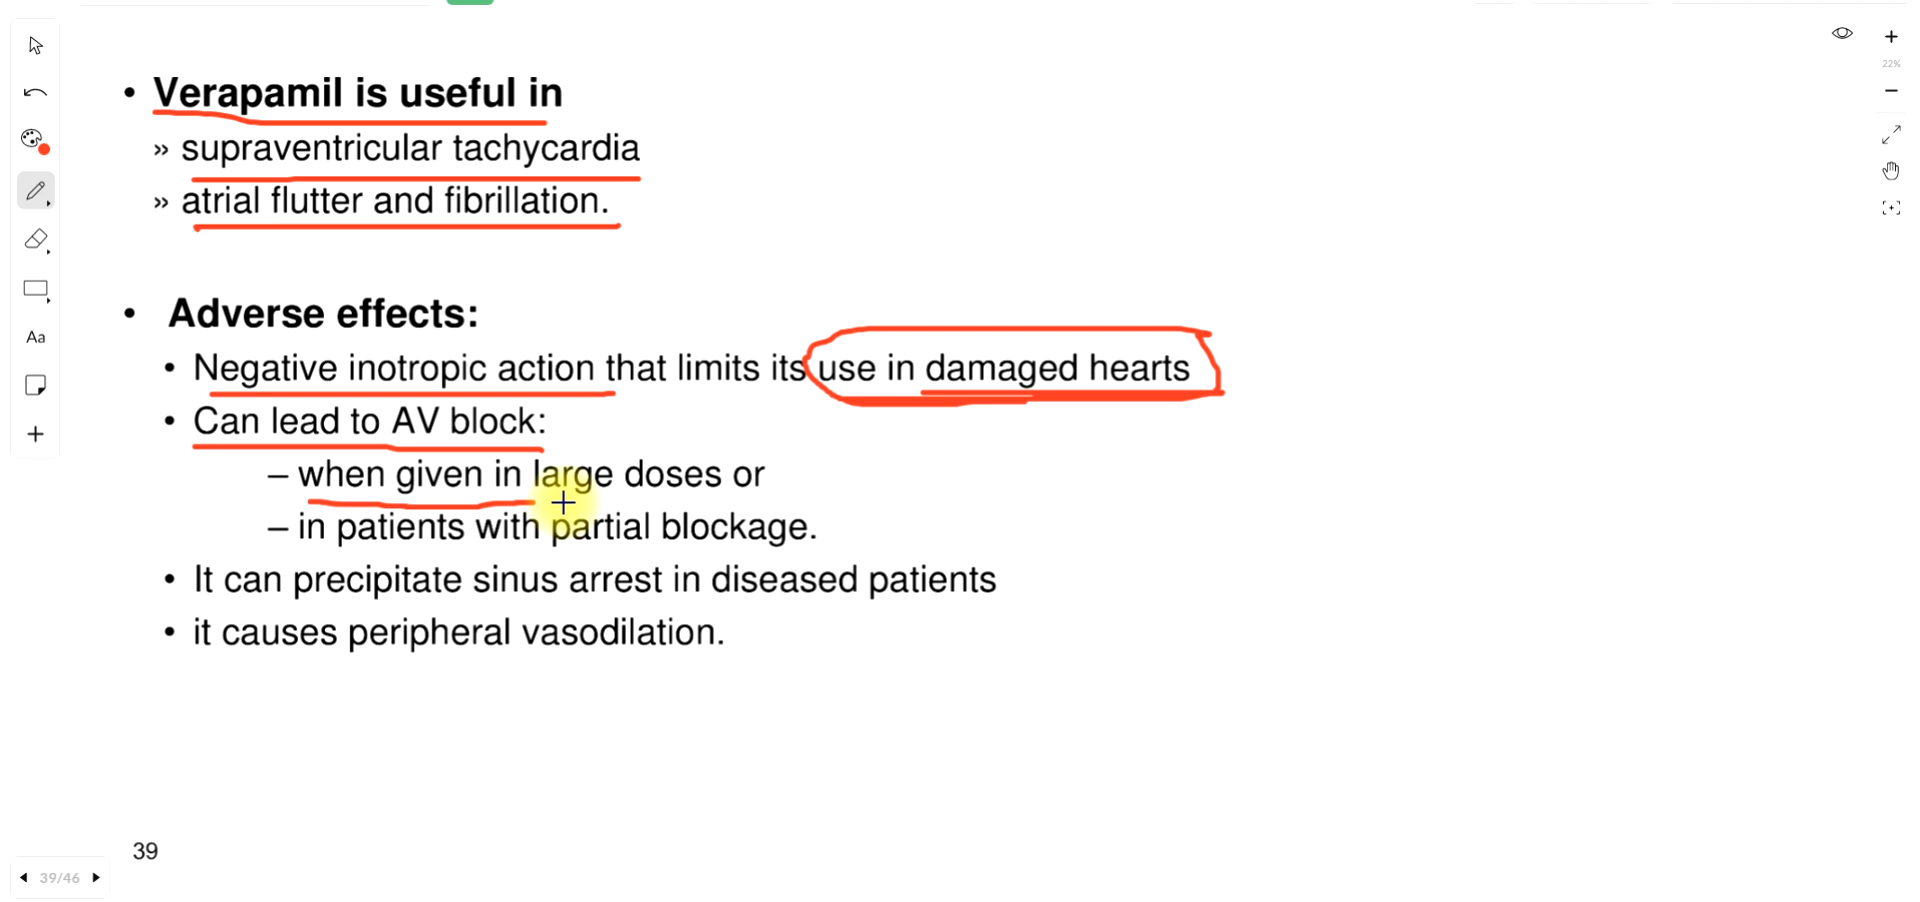 • Verapamil is useful in
» supraventricular tachycardia
» atrial flutter and fibrillation.
• Adverse effects:
• Negative inotropic action that limits its use in damaged hearts
• Can lead to AV block:
– when given in large doses or
– in patients with partial blockage.
• It can precipitate sinus arrest in diseased patients
• it causes peripheral vasodilation.
39
39/46
Aa
22%